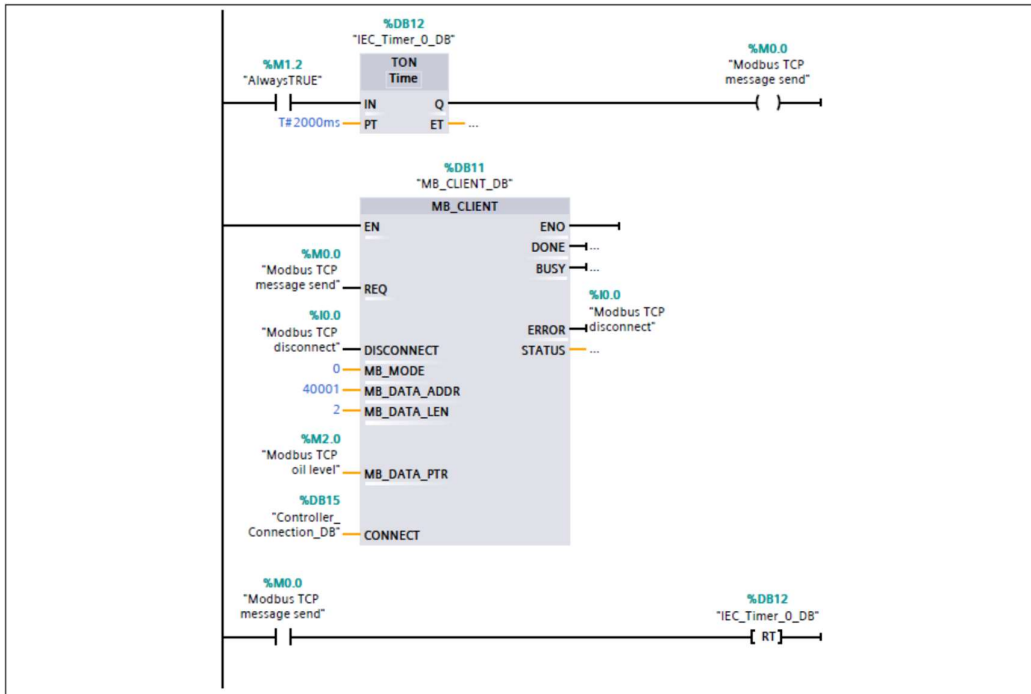 %DB12
"IEC_Timer_0_DB"
%M1.2
"AlwaysTRUE"
TON
Time
%M0.0
"Modbus TCP
message send"
IN Q
T#2000ms PT ET ...
%DB11
"MB_CLIENT_DB"
MB_CLIENT
EN ENO
DONE ...
BUSY ...
%M0.0
"Modbus TCP
message send" REQ
%I0.0
"Modbus TCP
disconnect"
ERROR
%I0.0
"Modbus TCP
disconnect" DISCONNECT
STATUS ...
0 MB_MODE
40001 MB_DATA_ADDR
2 MB_DATA_LEN
%M2.0
"Modbus TCP
oil level" MB_DATA_PTR
%DB15
"Controller_
Connection_DB" CONNECT
%M0.0
"Modbus TCP
message send"
%DB12
"IEC_Timer_0_DB"
RT